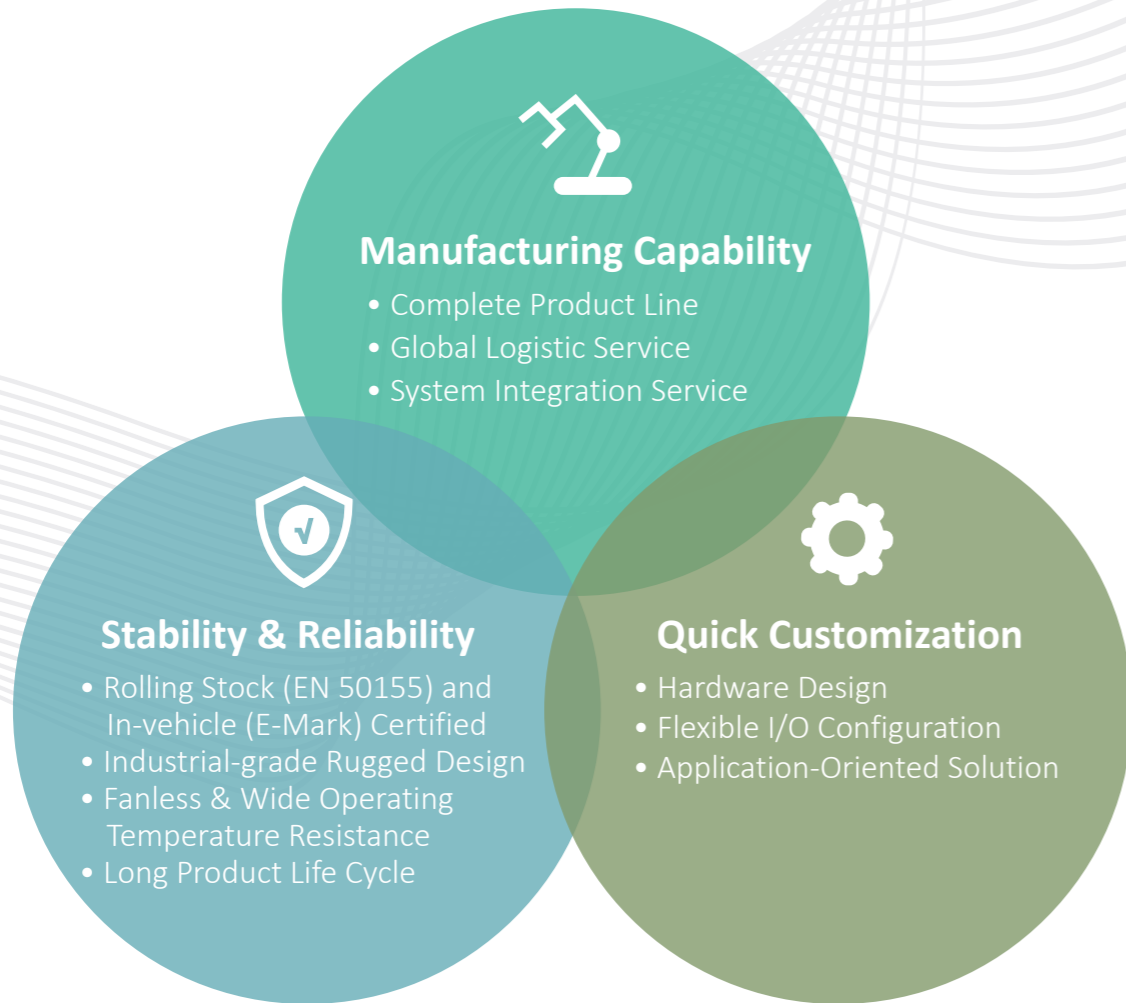 Manufacturing Capability
• Complete Product Line
• Global Logistic Service
• System Integration Service
√
Stability & Reliability
• Rolling Stock (EN 50155) and
In-vehicle (E-Mark) Certified
• Industrial-grade Rugged Design
• Fanless & Wide Operating
Temperature Resistance
• Long Product Life Cycle
Quick Customization
• Hardware Design
• Flexible I/O Configuration
• Application-Oriented Solution